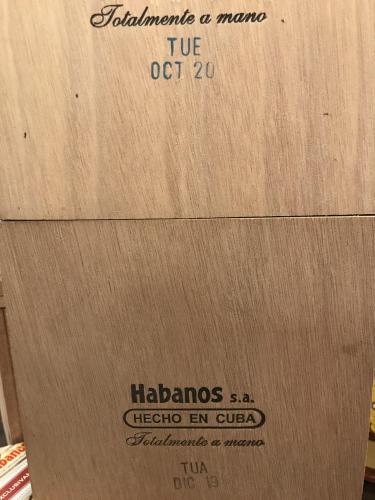 Totalmente a mano
TUE
OCT 20
Habanos s.a.
HECHO EN CUBA
Totalmente a mano
TUA
DIC 19